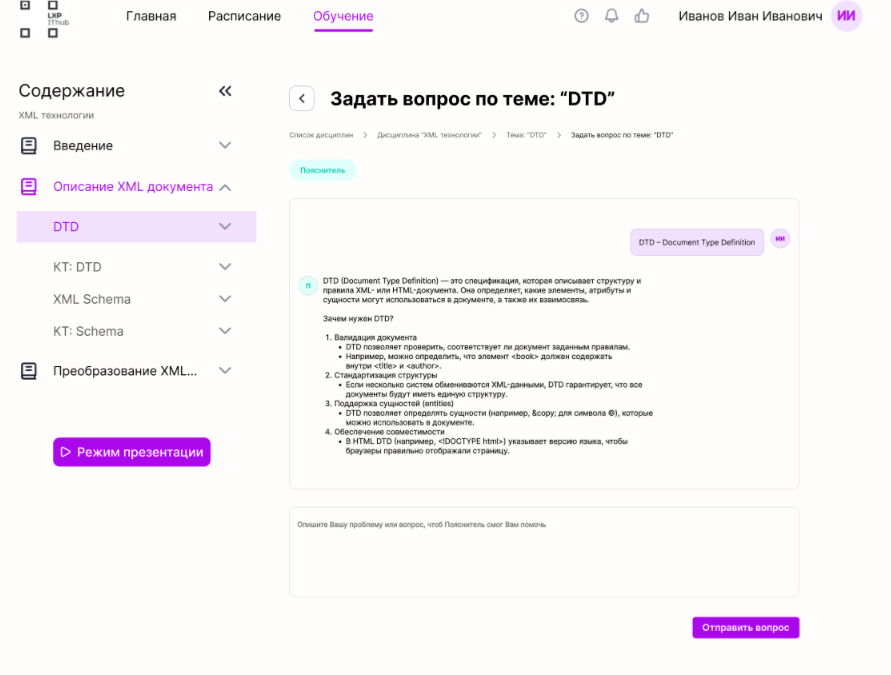 LXP
IThub
Главная
Расписание
Обучение
Иванов Иван Иванович
ИИ
Содержание
XML технологии
Введение
Описание XML документа
DTD
КТ: DTD
XML Schema
КТ: Schema
Преобразование XML...
Режим презентации
Задать вопрос по теме: “DTD”
Список дисциплин > Дисциплина "XML технологии" > Тема: "DTD" > Задать вопрос по теме: "DTD"
Пояснитель
DTD – Document Type Definition
ИИ
П
DTD (Document Type Definition) — это спецификация, которая описывает структуру и
правила XML- или HTML-документа. Она определяет, какие элементы, атрибуты и
сущности могут использоваться в документе, а также их взаимосвязь.
Зачем нужен DTD?
1. Валидация документа
• DTD позволяет проверить, соответствует ли документ заданным правилам.
• Например, можно определить, что элемент <book> должен содержать
внутри <title> и <author>.
2. Стандартизация структуры
• Если несколько систем обмениваются XML-данными, DTD гарантирует, что все
документы будут иметь единую структуру.
3. Поддержка сущностей (entities)
• DTD позволяет определять сущности (например, &copy; для символа ©), которые
можно использовать в документе.
4. Обеспечение совместимости
• В HTML DTD (например, <!DOCTYPE html>) указывает версию языка, чтобы
браузеры правильно отображали страницу.
Опишите Вашу проблему или вопрос, чтоб Пояснитель смог Вам помочь
Отправить вопрос